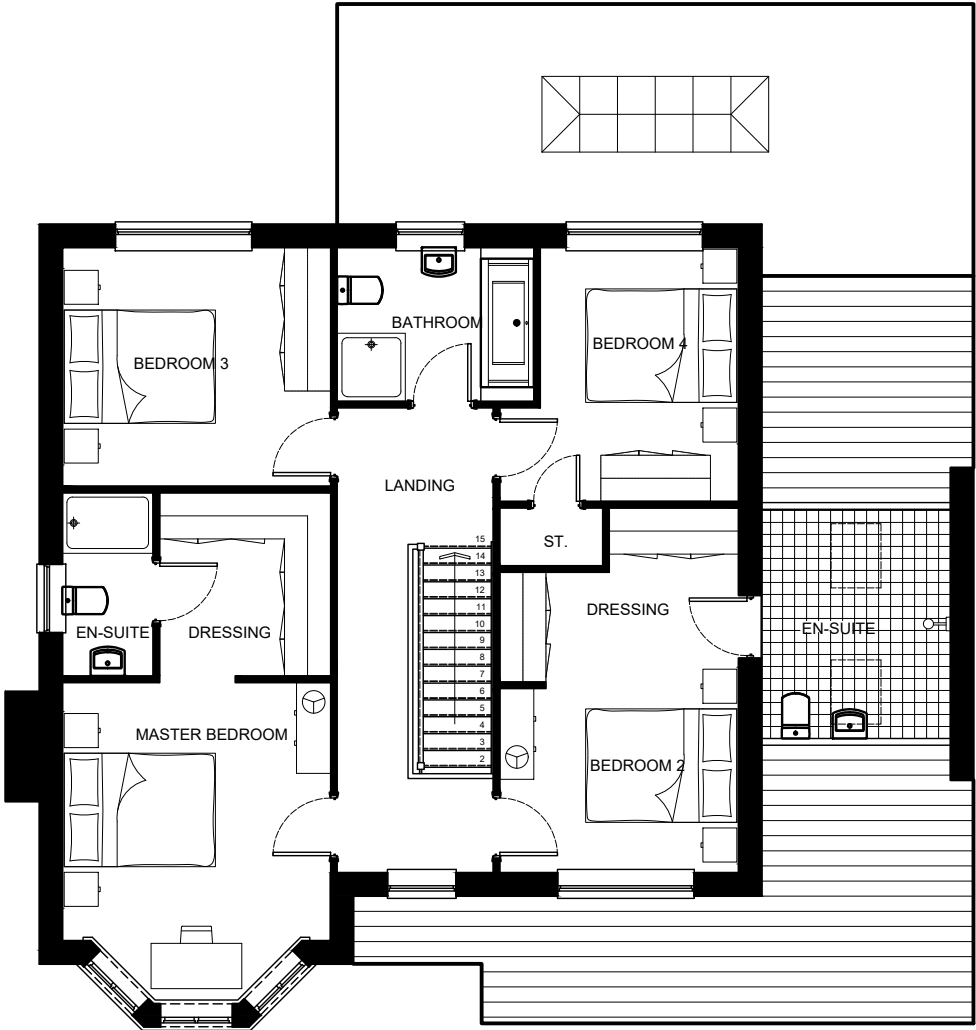 BATHROOM
BEDROOM 4
BEDROOM 3
LANDING
ST.
15
14
13
12
11
10
9
8
7
6
5
4
3
2
DRESSING
EN-SUITE
EN-SUITE
DRESSING
MASTER BEDROOM
BEDROOM 2